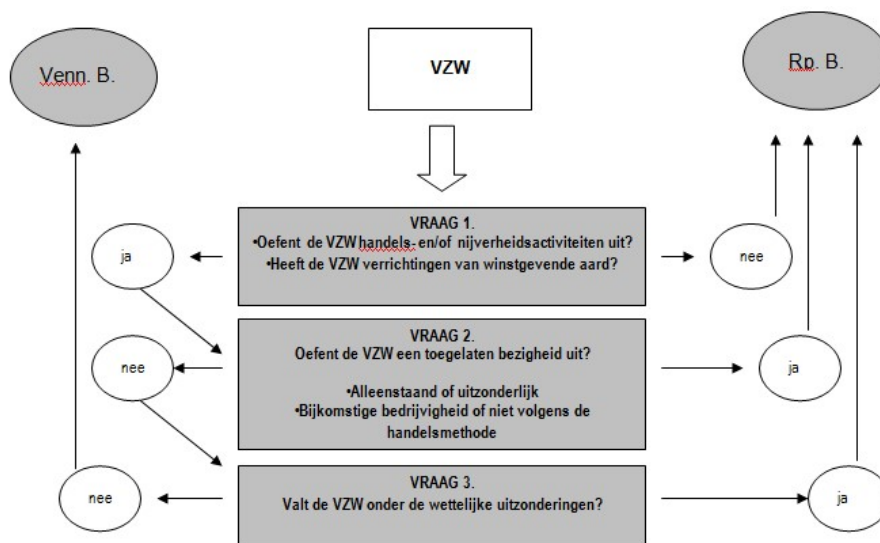 Venn. B.
VZW
Rp. B.
VRAAG 1.
•Oefent de VZW handels- en/of nijverheidsactiviteiten uit?
•Heeft de VZW verrichtingen van winstgevende aard?
ja
nee
VRAAG 2.
Oefent de VZW een toegelaten bezigheid uit?
•Alleenstaand of uitzonderlijk
•Bijkomstige bedrijvigheid of niet volgens de
handelsmethode
nee
ja
VRAAG 3.
Valt de VZW onder de wettelijke uitzonderingen?
nee
ja